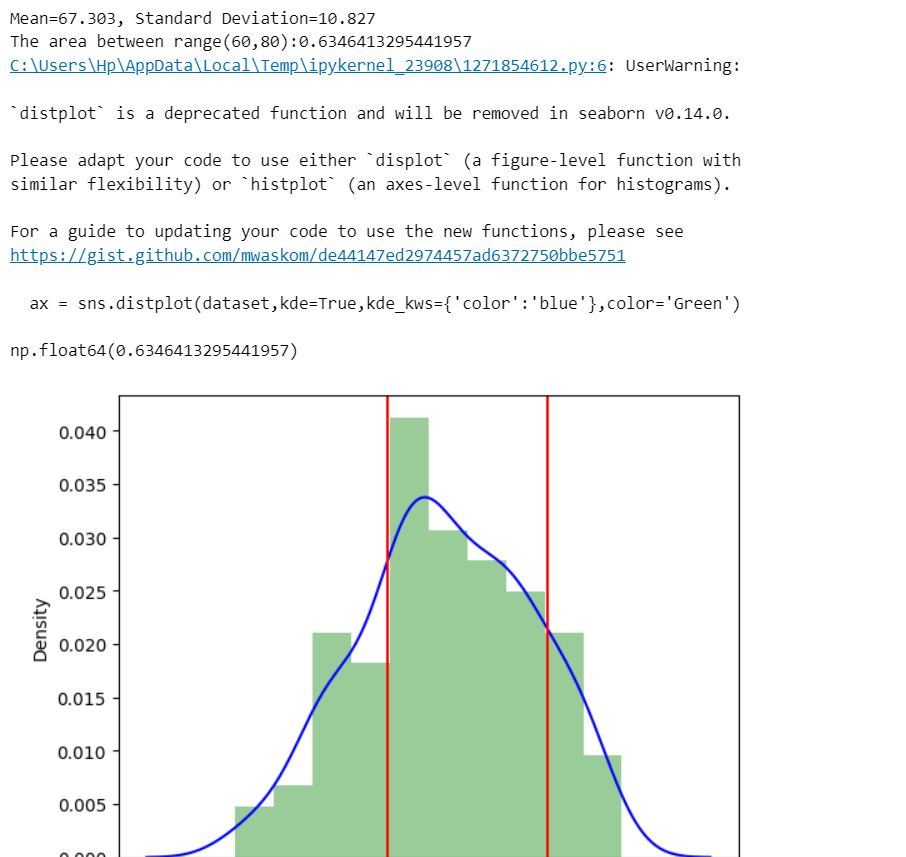 Mean=67.303, Standard Deviation=10.827
The area between range(60,80):0.6346413295441957
C:\Users\Hp\AppData\Local\Temp\ipykernel_23908\1271854612.py:6: UserWarning:
`distplot` is a deprecated function and will be removed in seaborn v0.14.0.
Please adapt your code to use either `displot` (a figure-level function with
similar flexibility) or `histplot` (an axes-level function for histograms).
For a guide to updating your code to use the new functions, please see
https://gist.github.com/mwaskom/de44147ed2974457ad6372750bbe5751
ax = sns.distplot(dataset,kde=True,kde_kws={'color':'blue'},color='Green')
np.float64(0.6346413295441957)
0.040
0.035
0.030
0.025
Density
0.020
0.015
0.010
0.005
0.000